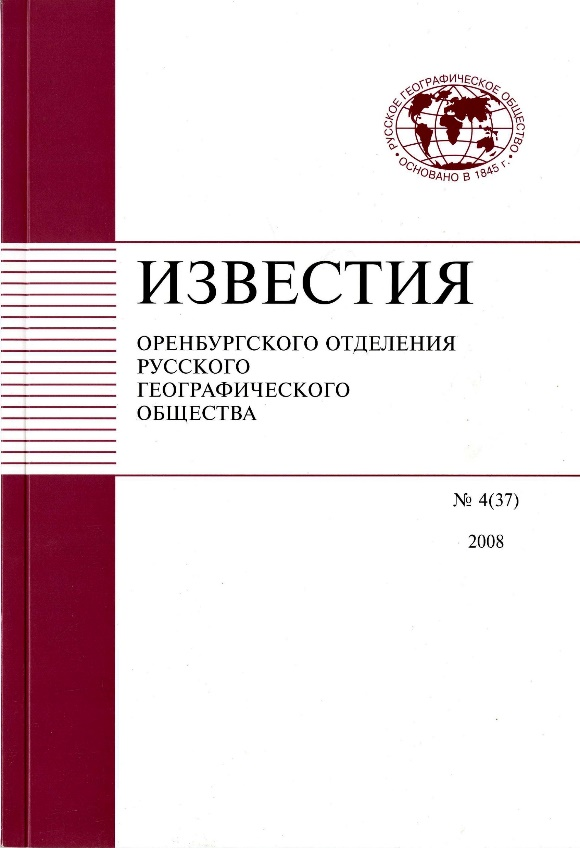 РУССКОЕ ГЕОГРАФИЧЕСКОЕ ОБЩЕСТВО
• ОСНОВАНО В 1845 г. •
ИЗВЕСТИЯ
ОРЕНБУРГСКОГО ОТДЕЛЕНИЯ
РУССКОГО
ГЕОГРАФИЧЕСКОГО
ОБЩЕСТВА
№ 4(37)
2008